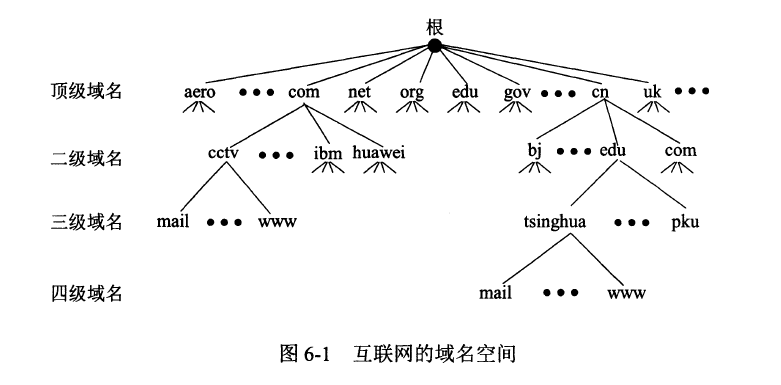 根
顶级域名 aero ••• com net org edu gov ••• cn uk •••
二级域名 cctv ••• ibm huawei bj ••• edu com
三级域名 mail ••• www tsinghua ••• pku
四级域名 mail ••• www
图 6-1 互联网的域名空间